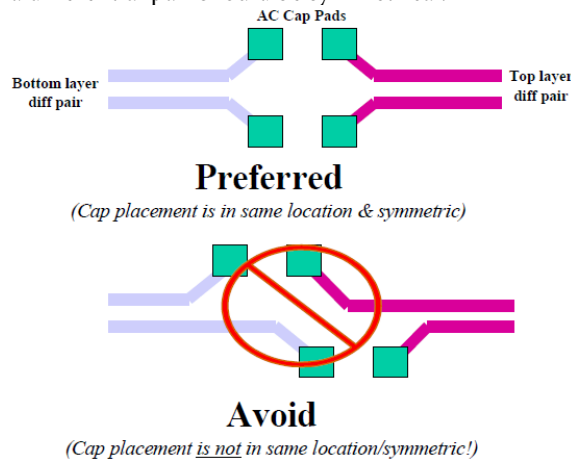 AC Cap Pads
Bottom layer
diff pair
Top layer
diff pair
Preferred
(Cap placement is in same location & symmetric)
Avoid
(Cap placement is not in same location/symmetric!)